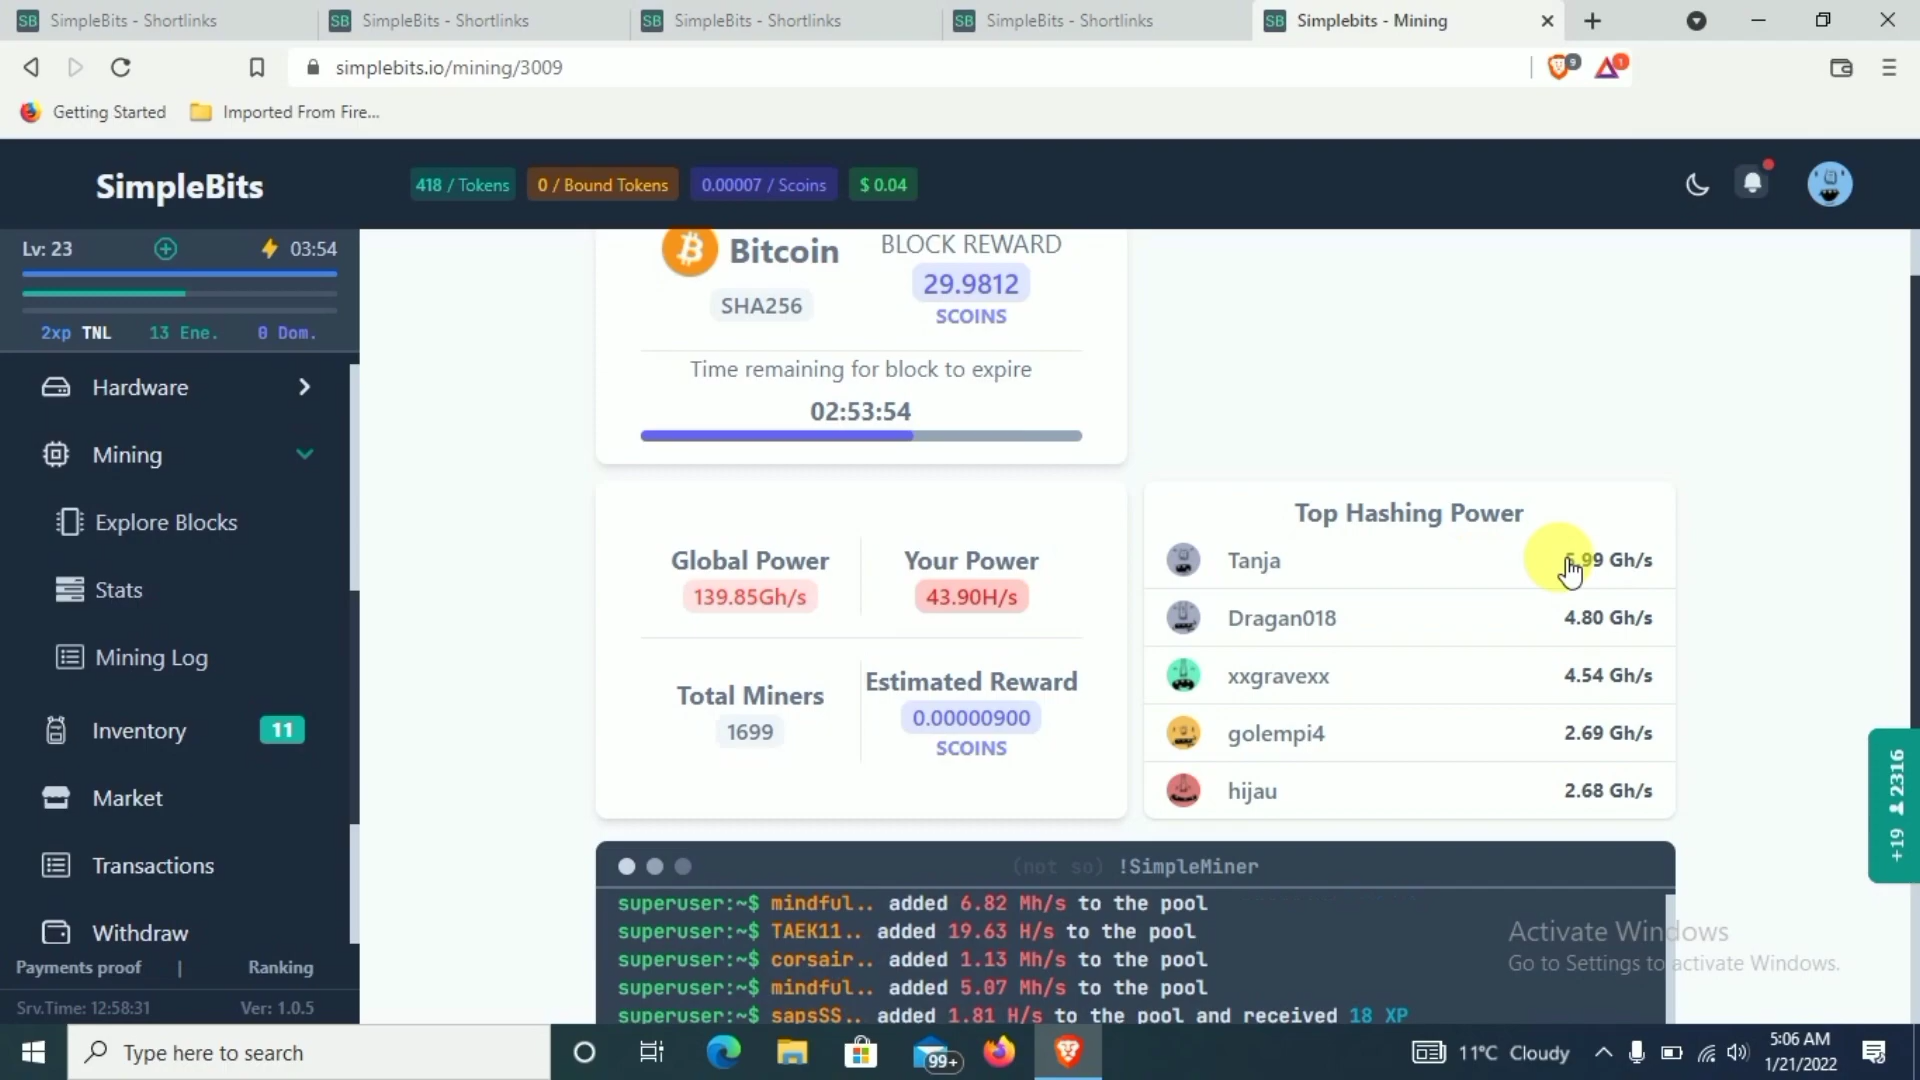 SB SimpleBits - Shortlinks
SB SimpleBits - Shortlinks
SB SimpleBits - Shortlinks
SB SimpleBits - Shortlinks
SB Simplebits - Mining
simplebits.io/mining/3009
9
1
Getting Started
Imported From Fire...
SimpleBits
418 / Tokens
0 / Bound Tokens
0.00007 / Scoins
$ 0.04
Lv: 23
03:54
2xp TNL
13 Ene.
0 Dom.
Hardware
Mining
Explore Blocks
Stats
Mining Log
Inventory
11
Market
Transactions
Withdraw
Payments proof | Ranking
Srv.Time: 12:58:31
Ver: 1.0.5
Bitcoin
SHA256
BLOCK REWARD
29.9812
SCOINS
Time remaining for block to expire
02:53:54
Global Power
139.85Gh/s
Your Power
43.90H/s
Total Miners
1699
Estimated Reward
0.00000900
SCOINS
Top Hashing Power
Tanja
.99 Gh/s
Dragan018
4.80 Gh/s
xxgravexx
4.54 Gh/s
golempi4
2.69 Gh/s
hijau
2.68 Gh/s
+19 2316
(not so) !SimpleMiner
superuser:~$ mindful.. added 6.82 Mh/s to the pool
superuser:~$ TAEK11.. added 19.63 H/s to the pool
superuser:~$ corsair.. added 1.13 Mh/s to the pool
superuser:~$ mindful.. added 5.07 Mh/s to the pool
superuser:~$ sapsSS.. added 1.81 H/s to the pool and received 18 XP
Activate Windows
Go to Settings to activate Windows.
Type here to search
99+
11°C Cloudy
5:06 AM
1/21/2022